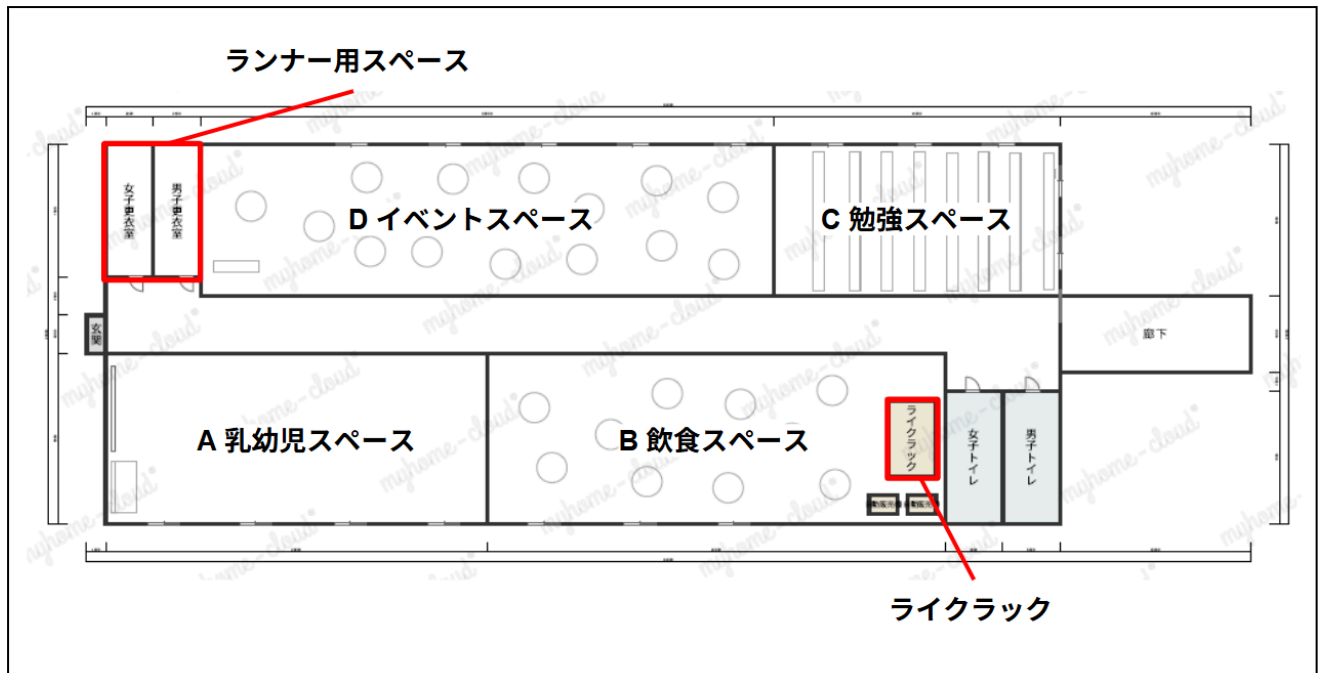 ランナー用スペース
女子更衣室
男子更衣室
D イベントスペース
C 勉強スペース
玄関
廊下
A 乳幼児スペース
B 飲食スペース
ライクラック
女子トイレ
男子トイレ
ライクラック
myhome-cloud